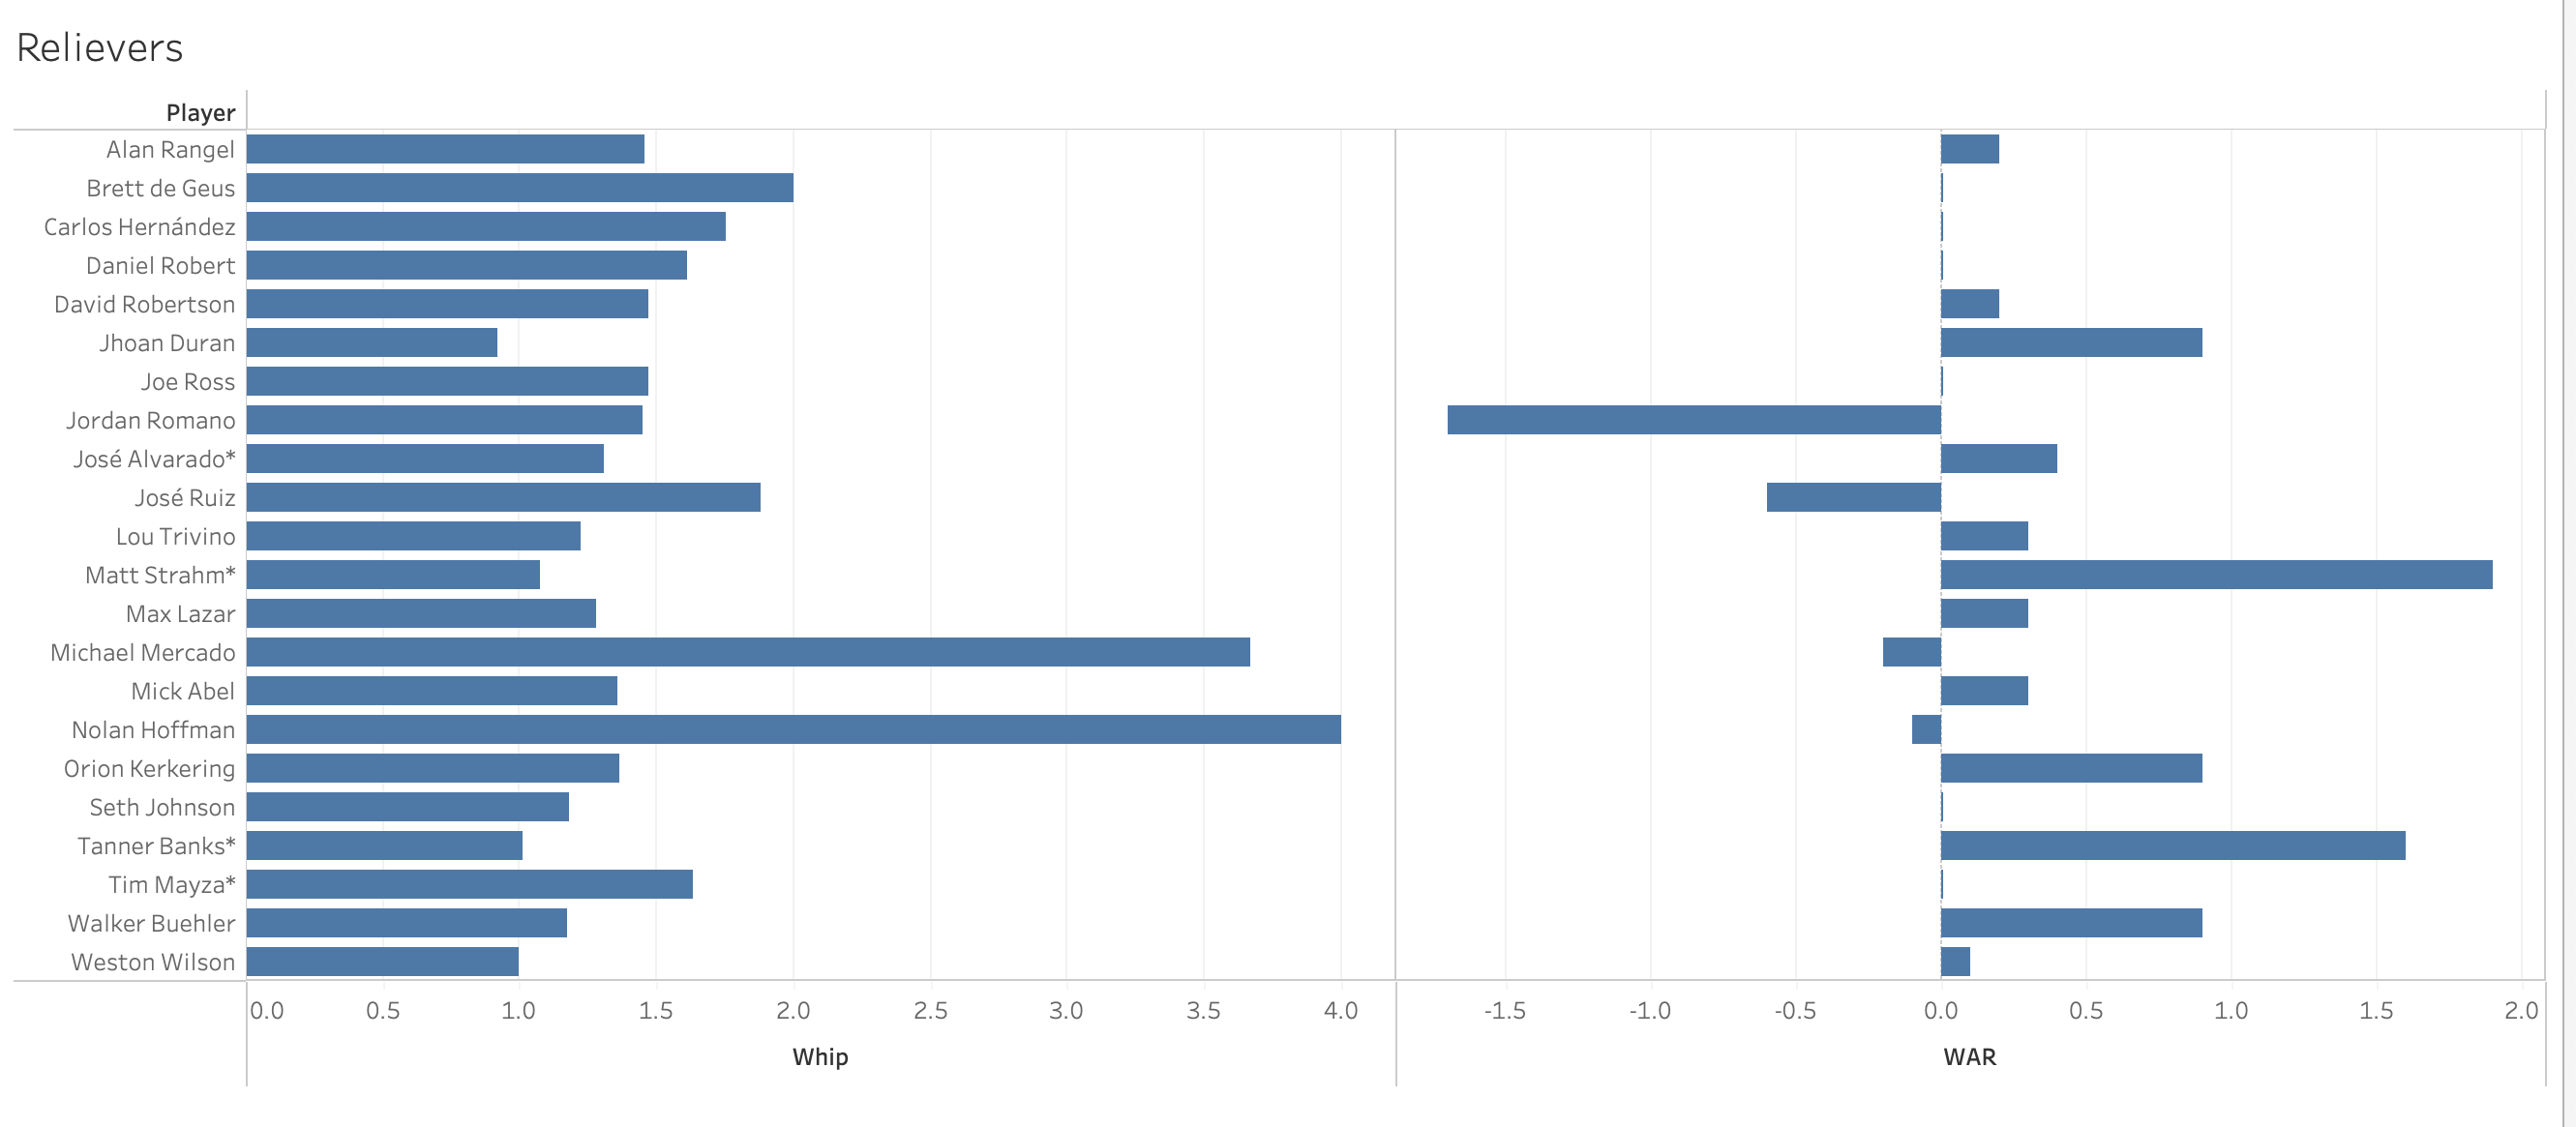 Relievers
Player
Alan Rangel
Brett de Geus
Carlos Hernández
Daniel Robert
David Robertson
Jhoan Duran
Joe Ross
Jordan Romano
José Alvarado*
José Ruiz
Lou Trivino
Matt Strahm*
Max Lazar
Michael Mercado
Mick Abel
Nolan Hoffman
Orion Kerkering
Seth Johnson
Tanner Banks*
Tim Mayza*
Walker Buehler
Weston Wilson
0.0 0.5 1.0 1.5 2.0 2.5 3.0 3.5 4.0 -1.5 -1.0 -0.5 0.0 0.5 1.0 1.5 2.0
Whip WAR